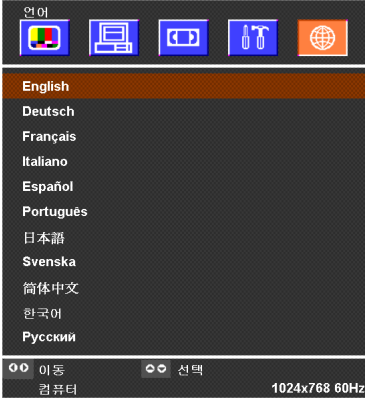 언어
English
Deutsch
Français
Italiano
Español
Português
日本語
Svenska
简体中文
한국어
Русский
이동 선택
컴퓨터 1024x768 60Hz